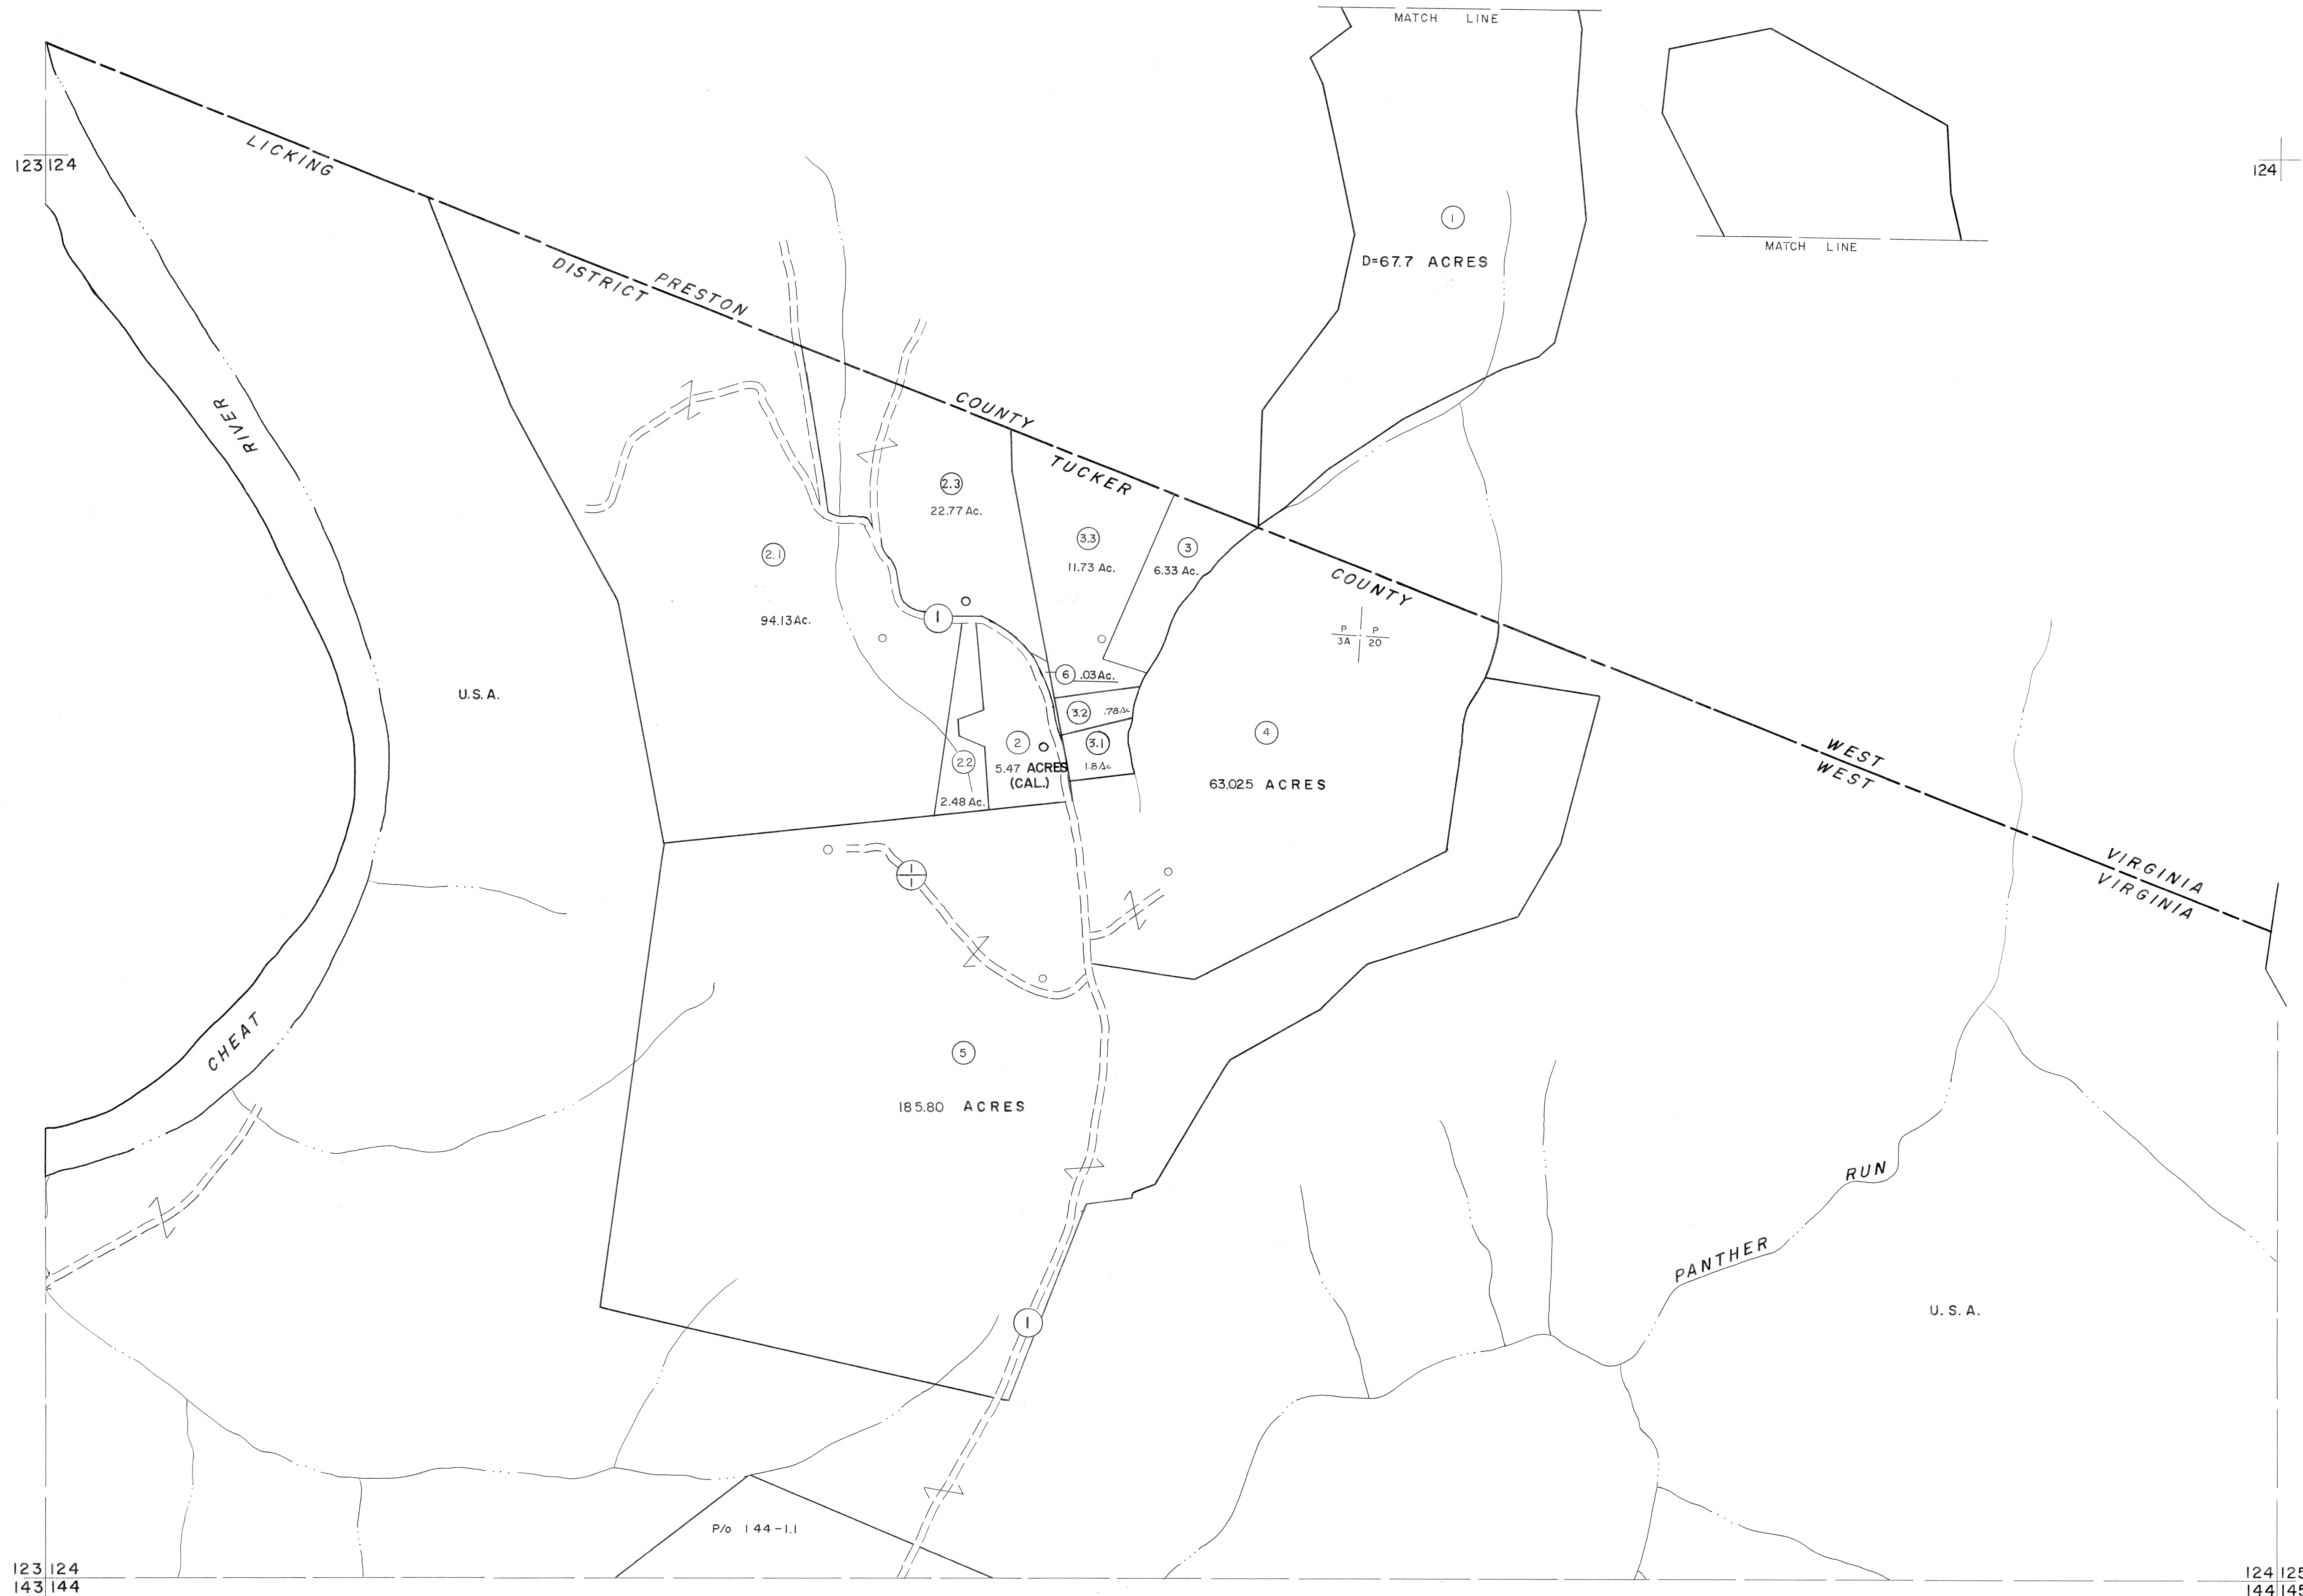 MATCH LINE
123 124
LICKING
124
1
D=67.7 ACRES
MATCH LINE
DISTRICT
PRESTON
RIVER
COUNTY
TUCKER
2.3
22.77 Ac.
3.3
11.73 Ac.
3
6.33 Ac.
2.1
94.13 Ac.
COUNTY
1
P P
3A 20
U.S.A.
6 .03 Ac.
3.2 .78 Ac
2
5.47 ACRES
(CAL.)
3.1
1.8 Ac
2.2
2.48 Ac.
4
63.025 ACRES
WEST
WEST
VIRGINIA
VIRGINIA
1
1
CHEAT
5
185.80 ACRES
RUN
PANTHER
U.S.A.
1
P/o 144-1.1
123 124
143 144
124 125
144 145